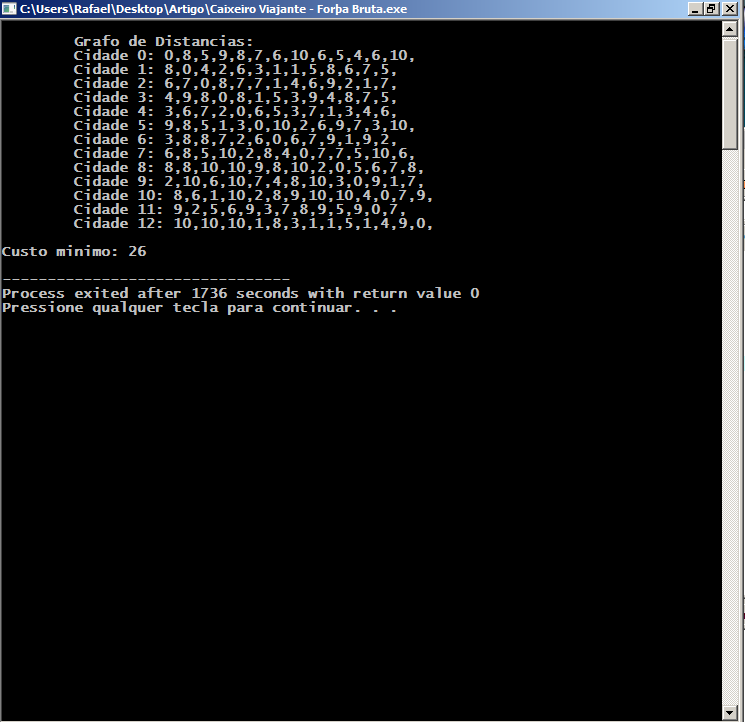 C:\Users\Rafael\Desktop\Artigo\Caixeiro Viajante - Forþa Bruta.exe
Grafo de Distancias:
Cidade 0: 0,8,5,9,8,7,6,10,6,5,4,6,10,
Cidade 1: 8,0,4,2,6,3,1,1,5,8,6,7,5,
Cidade 2: 6,7,0,8,7,7,1,4,6,9,2,1,7,
Cidade 3: 4,9,8,0,8,1,5,3,9,4,8,7,5,
Cidade 4: 3,6,7,2,0,6,5,3,7,1,3,4,6,
Cidade 5: 9,8,5,1,3,0,10,2,6,9,7,3,10,
Cidade 6: 3,8,8,7,2,6,0,6,7,9,1,9,2,
Cidade 7: 6,8,5,10,2,8,4,0,7,7,5,10,6,
Cidade 8: 8,8,10,10,9,8,10,2,0,5,6,7,8,
Cidade 9: 2,10,6,10,7,4,8,10,3,0,9,1,7,
Cidade 10: 8,6,1,10,2,8,9,10,10,4,0,7,9,
Cidade 11: 9,2,5,6,9,3,7,8,9,5,9,0,7,
Cidade 12: 10,10,10,1,8,3,1,1,5,1,4,9,0,
Custo minimo: 26
--------------------------------
Process exited after 1736 seconds with return value 0
Pressione qualquer tecla para continuar. . .